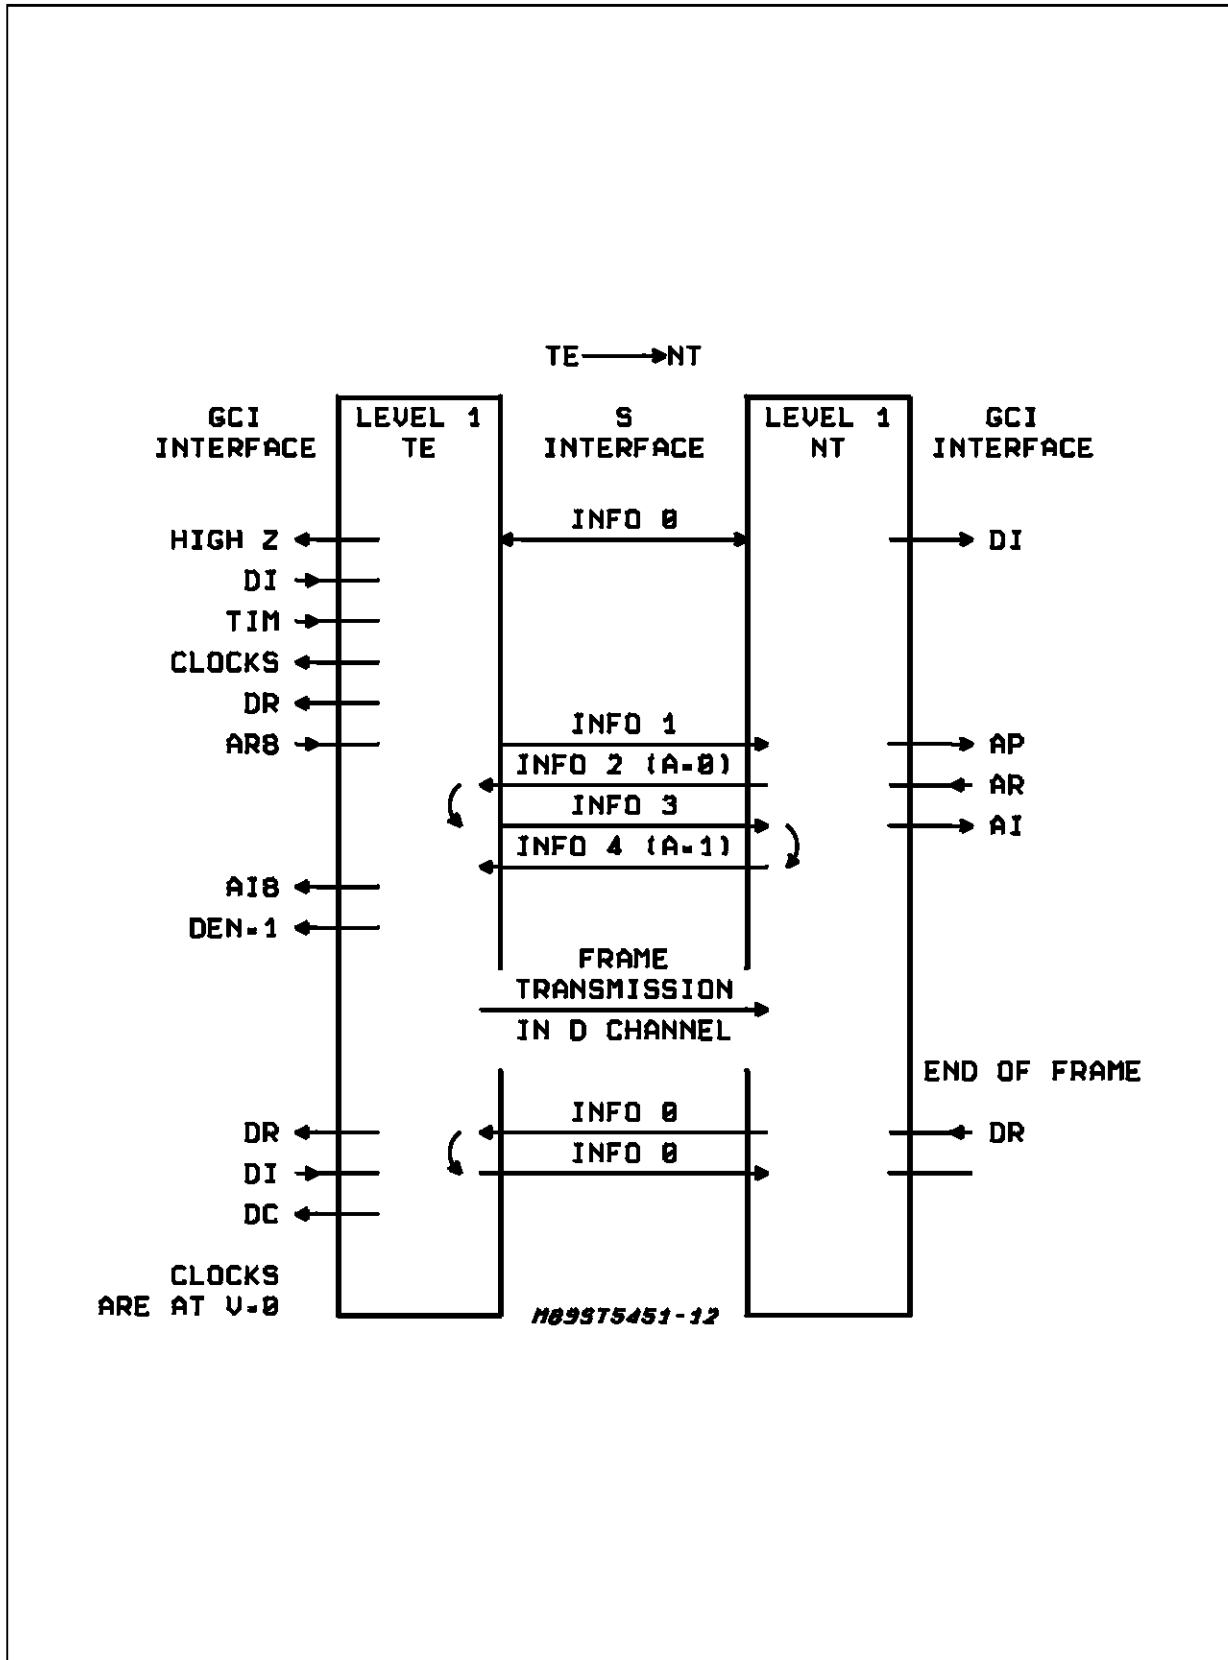 TE NT
GCI LEVEL 1 S LEVEL 1 GCI
INTERFACE TE INTERFACE NT INTERFACE
INFO 0
HIGH Z DI
DI
TIM
CLOCKS
DR
INFO 1
AR8 AP
INFO 2 (A=0)
AR
INFO 3
AI
INFO 4 (A=1)
AI8
DEN=1
FRAME
TRANSMISSION
IN D CHANNEL
END OF FRAME
INFO 0
DR DR
INFO 0
DI
DC
CLOCKS
ARE AT V=0
M89ST5451-12